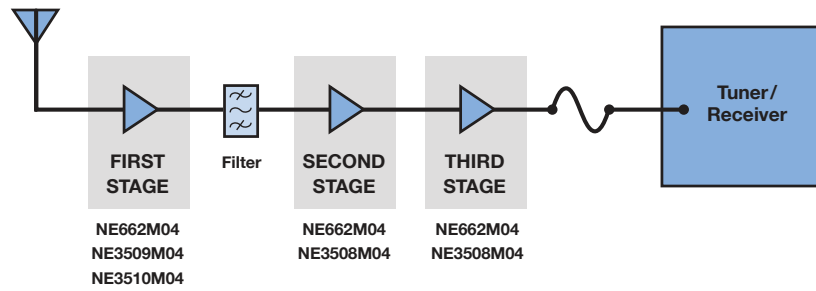 Tuner/
Receiver
FIRST
STAGE
Filter
SECOND
STAGE
THIRD
STAGE
NE662M04
NE3509M04
NE3510M04
NE662M04
NE3508M04
NE662M04
NE3508M04